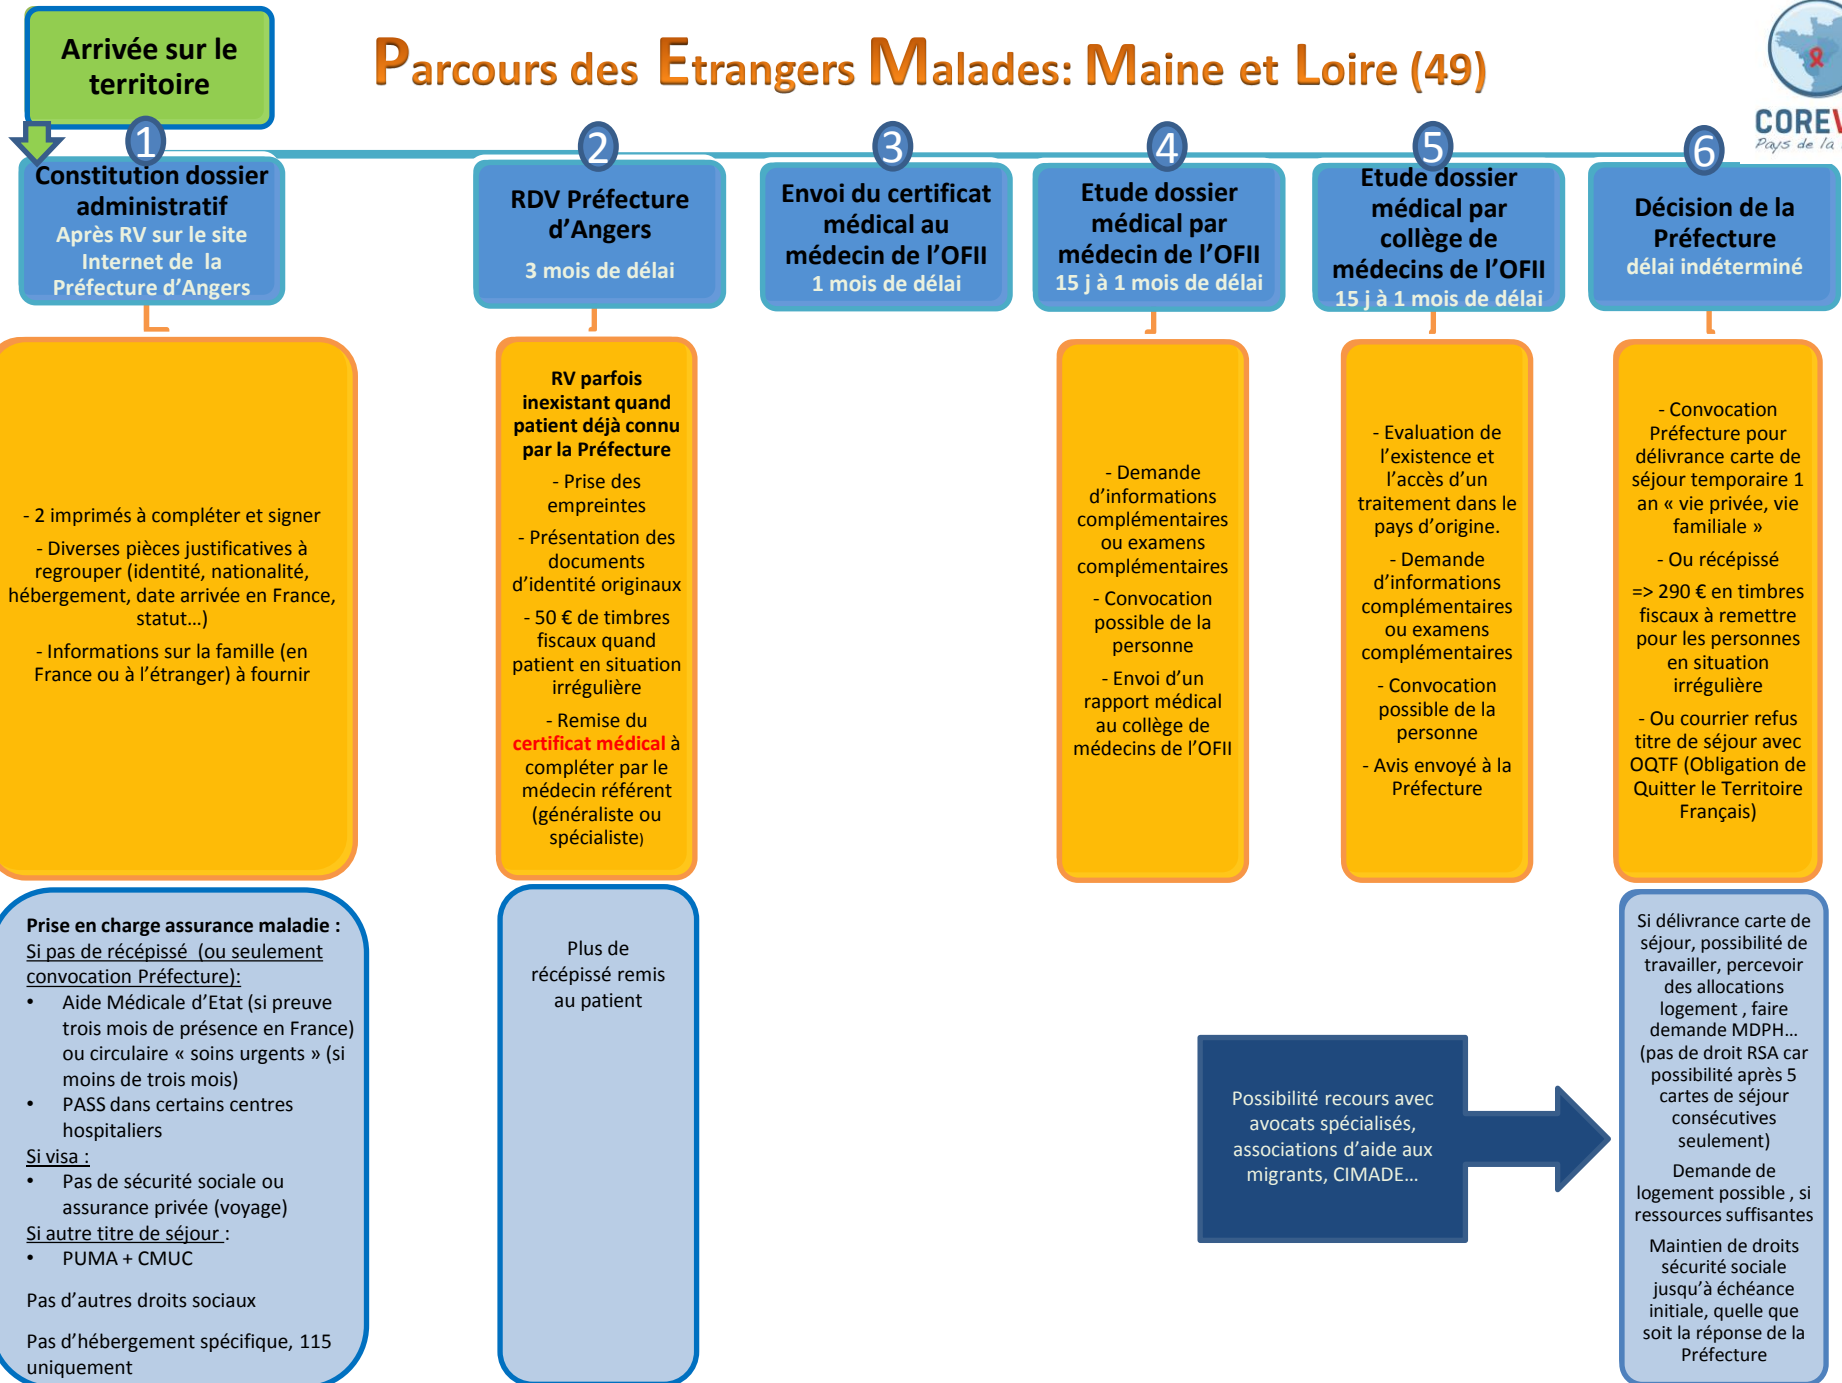 Arrivée sur le
territoire
Parcours des Etrangers Malades: Maine et Loire (49)
Pays de la
1
Constitution dossier
administratif
Après RV sur le site
Internet de la
Préfecture d'Angers
2
RDV Préfecture
d'Angers
3 mois de délai
3
Envoi du certificat
médical au
médecin de l'OFII
1 mois de délai
4
Etude dossier
médical par
médecin de l'OFII
15 j à 1 mois de délai
5
Etude dossier
médical par
collège de
médecins de l'OFII
15 j à 1 mois de délai
6
Décision de la
Préfecture
délai indéterminé
- 2 imprimés à compléter et signer
- Diverses pièces justificatives à
regrouper (identité, nationalité,
hébergement, date arrivée en France,
statut…)
- Informations sur la famille (en
France ou à l'étranger) à fournir
RV parfois
inexistant quand
patient déjà connu
par la Préfecture
- Prise des
empreintes
- Présentation des
documents
d'identité originaux
- 50 € de timbres
fiscaux quand
patient en situation
irrégulière
- Remise du
certificat médical à
compléter par le
médecin référent
(généraliste ou
spécialiste)
- Demande
d'informations
complémentaires
ou examens
complémentaires
- Convocation
possible de la
personne
- Envoi d'un
rapport médical
au collège de
médecins de l'OFII
- Evaluation de
l'existence et
l'accès d'un
traitement dans le
pays d'origine.
- Demande
d'informations
complémentaires
ou examens
complémentaires
- Convocation
possible de la
personne
- Avis envoyé à la
Préfecture
- Convocation
Préfecture pour
délivrance carte de
séjour temporaire 1
an « vie privée, vie
familiale »
- Ou récépissé
=> 290 € en timbres
fiscaux à remettre
pour les personnes
en situation
irrégulière
- Ou courrier refus
titre de séjour avec
OQTF (Obligation de
Quitter le Territoire
Français)
Prise en charge assurance maladie :
Si pas de récépissé (ou seulement
convocation Préfecture):
• Aide Médicale d'Etat (si preuve
trois mois de présence en France)
ou circulaire « soins urgents » (si
moins de trois mois)
• PASS dans certains centres
hospitaliers
Si visa :
• Pas de sécurité sociale ou
assurance privée (voyage)
Si autre titre de séjour :
• PUMA + CMUC
Pas d'autres droits sociaux
Pas d'hébergement spécifique, 115
uniquement
Plus de
récépissé remis
au patient
Possibilité recours avec
avocats spécialisés,
associations d'aide aux
migrants, CIMADE…
Si délivrance carte de
séjour, possibilité de
travailler, percevoir
des allocations
logement , faire
demande MDPH…
(pas de droit RSA car
possibilité après 5
cartes de séjour
consécutives
seulement)
Demande de
logement possible , si
ressources suffisantes
Maintien de droits
sécurité sociale
jusqu'à échéance
initiale, quelle que
soit la réponse de la
Préfecture